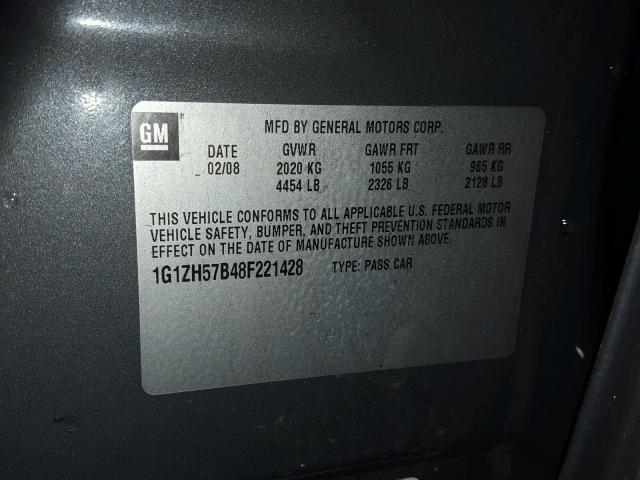 GM
MFD BY GENERAL MOTORS CORP.
DATE GVWR GAWR FRT GAWR RR
02/08 2020 KG 1055 KG 965 KG
4454 LB 2326 LB 2128 LB
THIS VEHICLE CONFORMS TO ALL APPLICABLE U.S. FEDERAL MOTOR
VEHICLE SAFETY, BUMPER, AND THEFT PREVENTION STANDARDS IN
EFFECT ON THE DATE OF MANUFACTURE SHOWN ABOVE.
1G1ZH57B48F221428 TYPE: PASS CAR